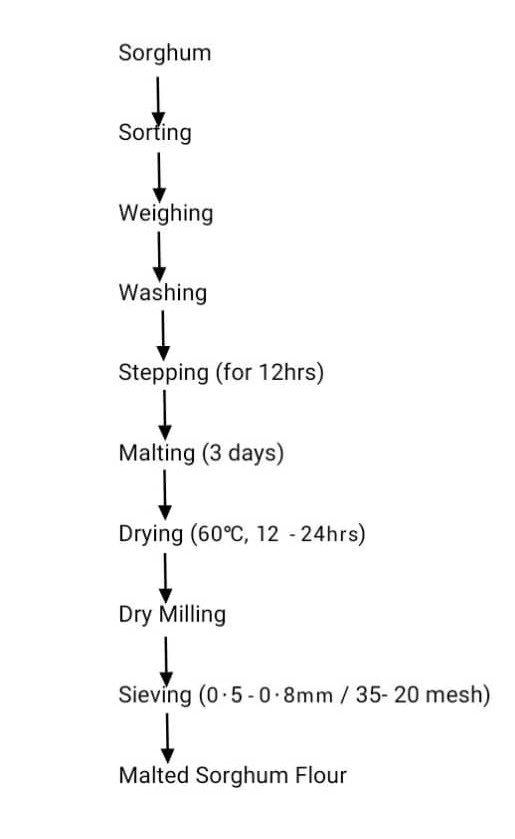 Sorghum
Sorting
Weighing
Washing
Stepping (for 12hrs)
Malting (3 days)
Drying (60℃, 12 - 24hrs)
Dry Milling
Sieving (0·5 - 0·8mm / 35- 20 mesh)
Malted Sorghum Flour